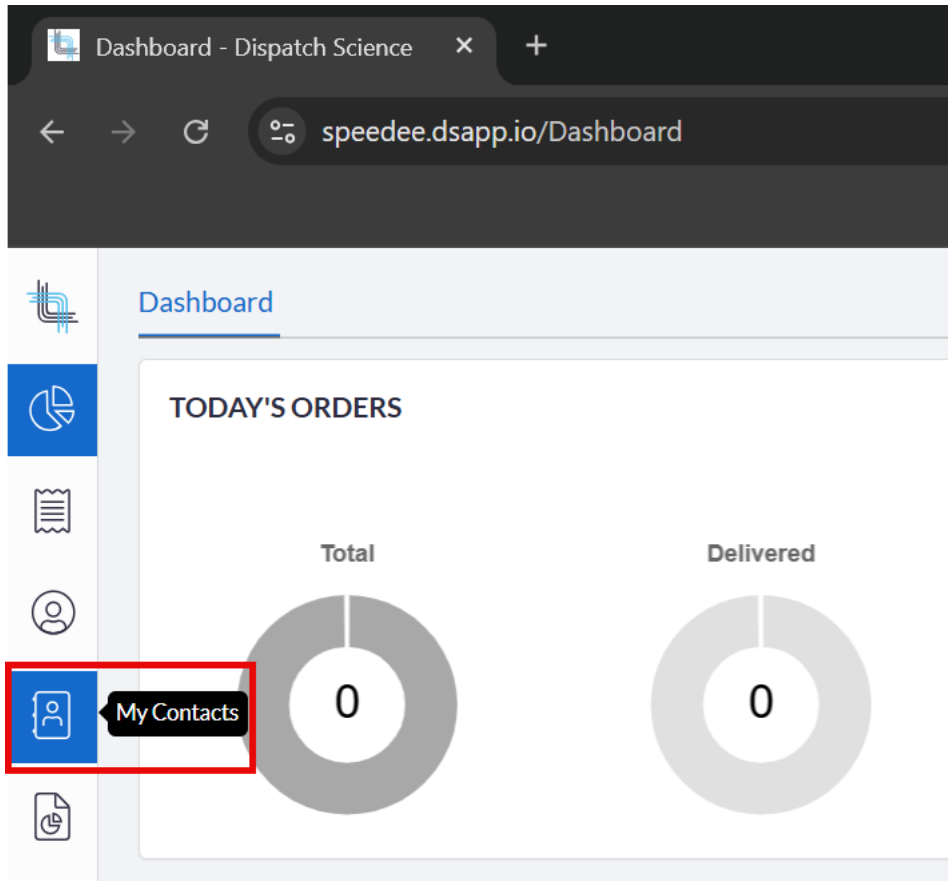 Dashboard - Dispatch Science
speedee.dsapp.io/Dashboard
Dashboard
TODAY'S ORDERS
Total
Delivered
0
0
My Contacts